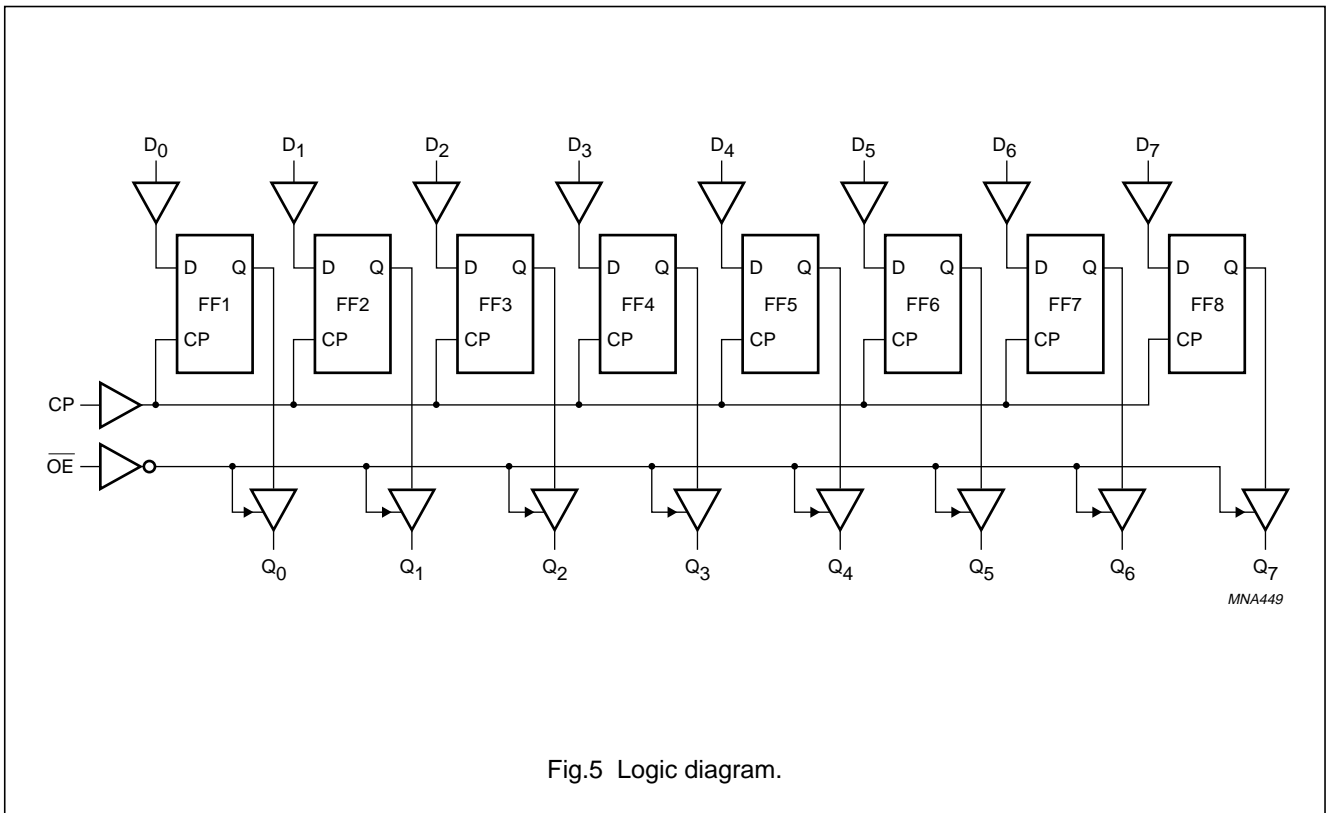 D0 D1 D2 D3 D4 D5 D6 D7
D Q D Q D Q D Q D Q D Q D Q D Q
FF1 FF2 FF3 FF4 FF5 FF6 FF7 FF8
CP CP CP CP CP CP CP CP
CP
O̅E̅
Q0 Q1 Q2 Q3 Q4 Q5 Q6 Q7
MNA449
Fig.5 Logic diagram.